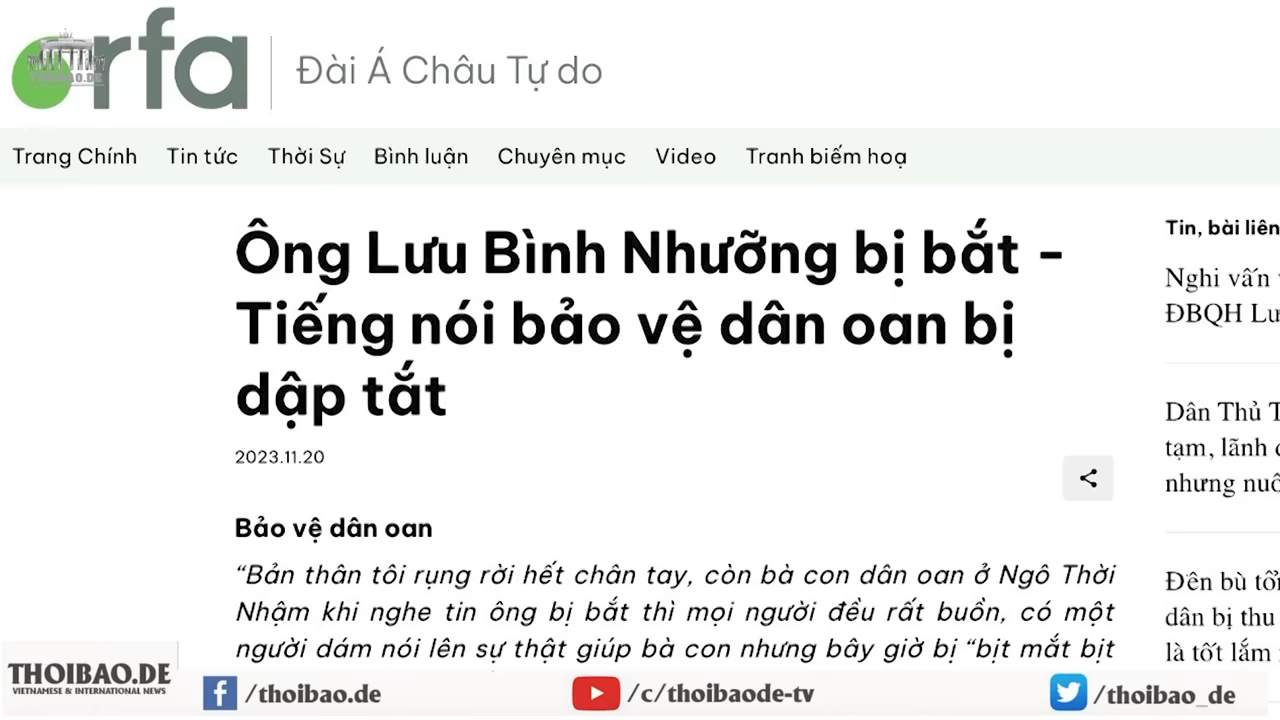 rfa
Đài Á Châu Tự do
THOIBAO.DE
Trang Chính Tin tức Thời Sự Bình luận Chuyên mục Video Tranh biếm hoạ
Ông Lưu Bình Nhưỡng bị bắt -
Tiếng nói bảo vệ dân oan bị
dập tắt
2023.11.20
Bảo vệ dân oan
“Bản thân tôi rụng rời hết chân tay, còn bà con dân oan ở Ngô Thời
Nhậm khi nghe tin ông bị bắt thì mọi người đều rất buồn, có một
người dám nói lên sự thật giúp bà con nhưng bây giờ bị “bịt mắt bịt
Tin, bài liên
Nghi vấn
ĐBQH Lư
Dân Thủ T
tạm, lãnh
nhưng nuô
Đền bù tổ
dân bị thu
là tốt lắm
THOIBAO.DE
VIETNAMESE & INTERNATIONAL NEWS
/thoibao.de
/c/thoibaode-tv
/thoibao_de